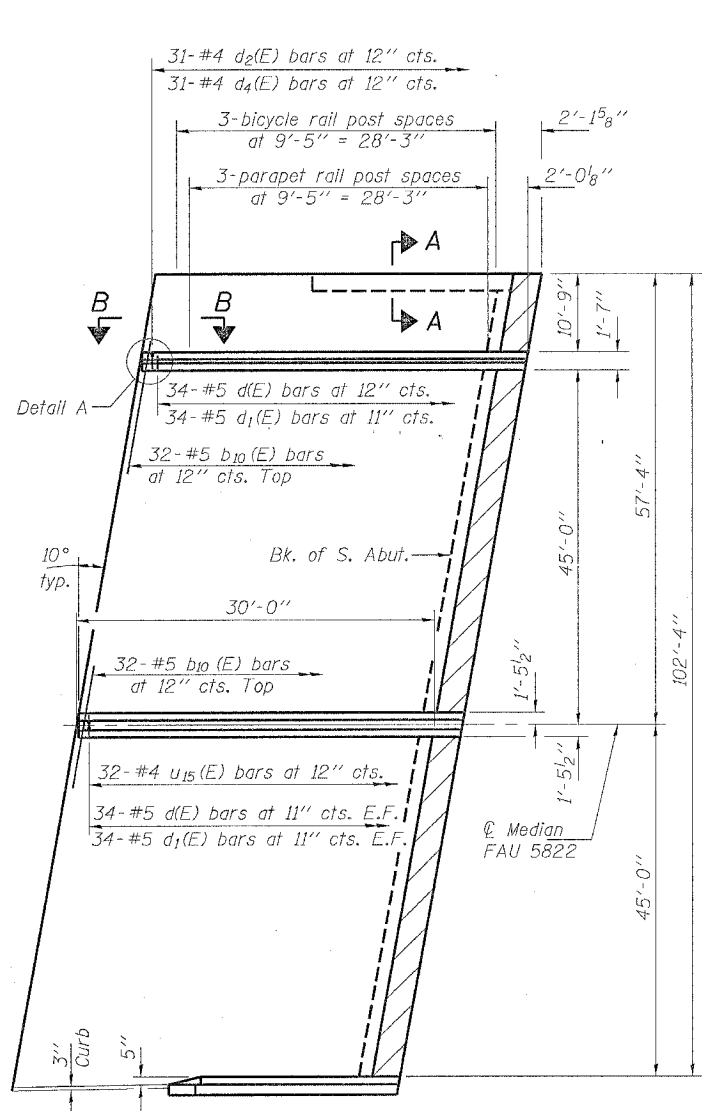 31-#4 d2(E) bars at 12" cts.
31-#4 d4(E) bars at 12" cts.
3-bicycle rail post spaces
at 9'-5" = 28'-3"
2'-1 5/8"
3-parapet rail post spaces
at 9'-5" = 28'-3"
2'-0 1/8"
A
B
B
A
10'-9"
1'-7"
Detail A
34-#5 d(E) bars at 12" cts.
34-#5 d1(E) bars at 11" cts.
32-#5 b10(E) bars
at 12" cts. Top
10°
typ.
Bk. of S. Abut.
45'-0"
57'-4"
102'-4"
30'-0"
32-#5 b10(E) bars
at 12" cts. Top
1'-5 1/2"
32-#4 u15(E) bars at 12" cts.
34-#5 d(E) bars at 11" cts. E.F.
34-#5 d1(E) bars at 11" cts. E.F.
1'-5 1/2"
℄ Median
FAU 5822
45'-0"
3"
Curb
5"